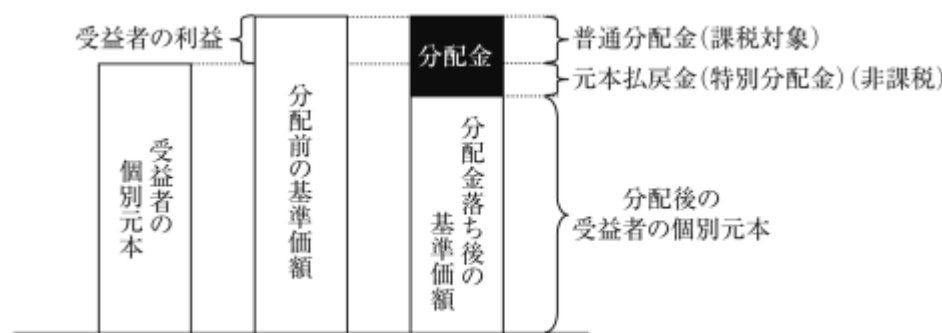 受益者の利益
分配金
普通分配金(課税対象)
元本払戻金(特別分配金)(非課税)
受益者の
個別元本
分配前の基準価額
分配金落ち後の
基準価額
分配後の
受益者の個別元本